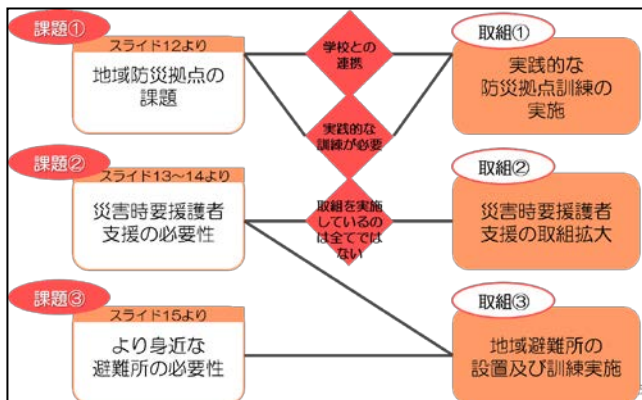 課題①
スライド12より
地域防災拠点の
課題
学校との
連携
実践的な
訓練が必要
取組①
実践的な
防災拠点訓練の
実施
課題②
スライド13～14より
災害時要援護者
支援の必要性
取組を実施
しているの
は全てでは
ない
取組②
災害時要援護者
支援の取組拡大
課題③
スライド15より
より身近な
避難所の必要性
取組③
地域避難所の
設置及び訓練実施